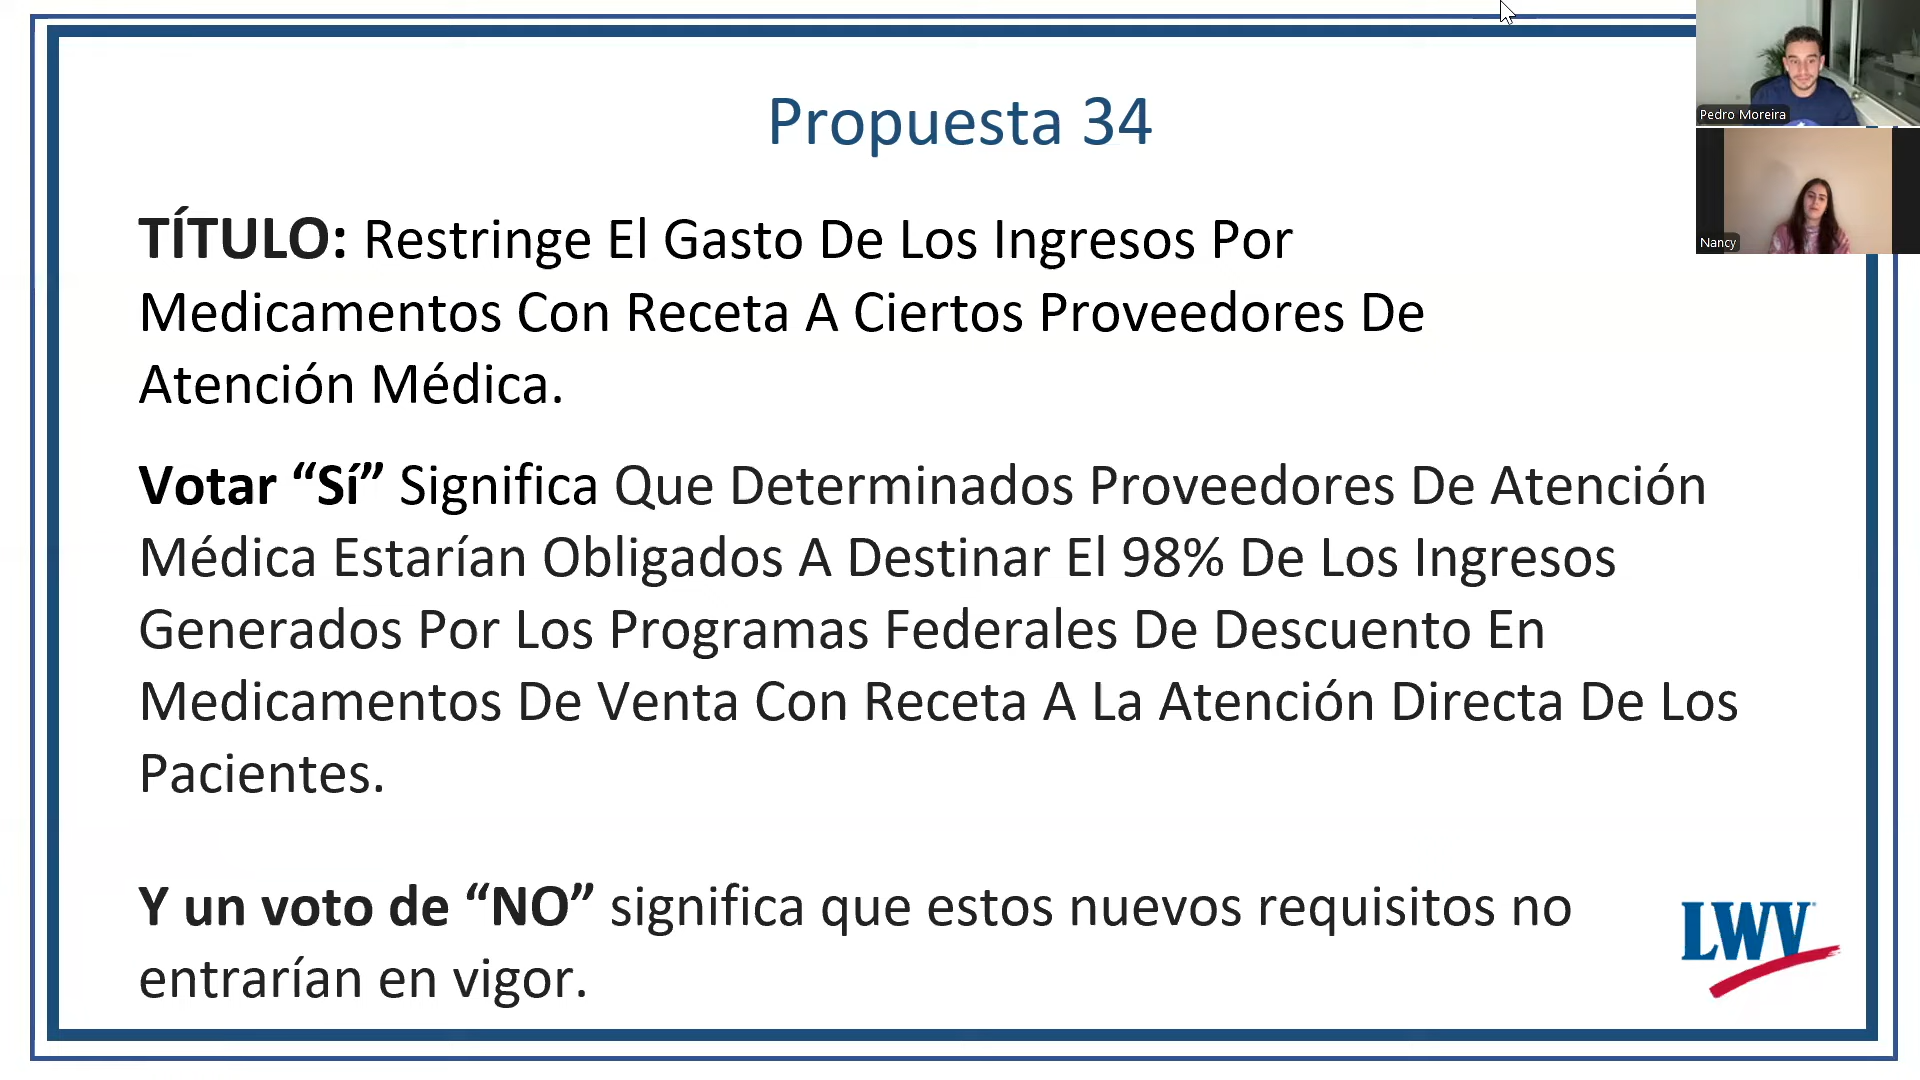 Propuesta 34
TÍTULO: Restringe El Gasto De Los Ingresos Por
Medicamentos Con Receta A Ciertos Proveedores De
Atención Médica.
Votar “Sí” Significa Que Determinados Proveedores De Atención
Médica Estarían Obligados A Destinar El 98% De Los Ingresos
Generados Por Los Programas Federales De Descuento En
Medicamentos De Venta Con Receta A La Atención Directa De Los
Pacientes.
Y un voto de “NO” significa que estos nuevos requisitos no
entrarían en vigor.
LWV
Pedro Moreira
Nancy